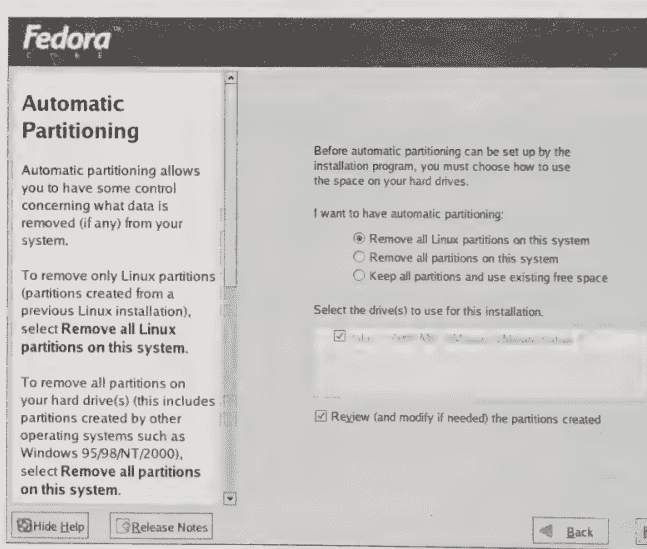 Fedora™
CORE
Automatic
Partitioning
Automatic partitioning allows
you to have some control
concerning what data is
removed (if any) from your
system.
To remove only Linux partitions
(partitions created from a
previous Linux installation),
select Remove all Linux
partitions on this system.
To remove all partitions on
your hard drive(s) (this includes
partitions created by other
operating systems such as
Windows 95/98/NT/2000),
select Remove all partitions
on this system.
Hide Help
Release Notes
Before automatic partitioning can be set up by the
installation program, you must choose how to use
the space on your hard drives.
I want to have automatic partitioning:
Remove all Linux partitions on this system
Remove all partitions on this system
Keep all partitions and use existing free space
Select the drive(s) to use for this installation.
Review (and modify if needed) the partitions created
Back